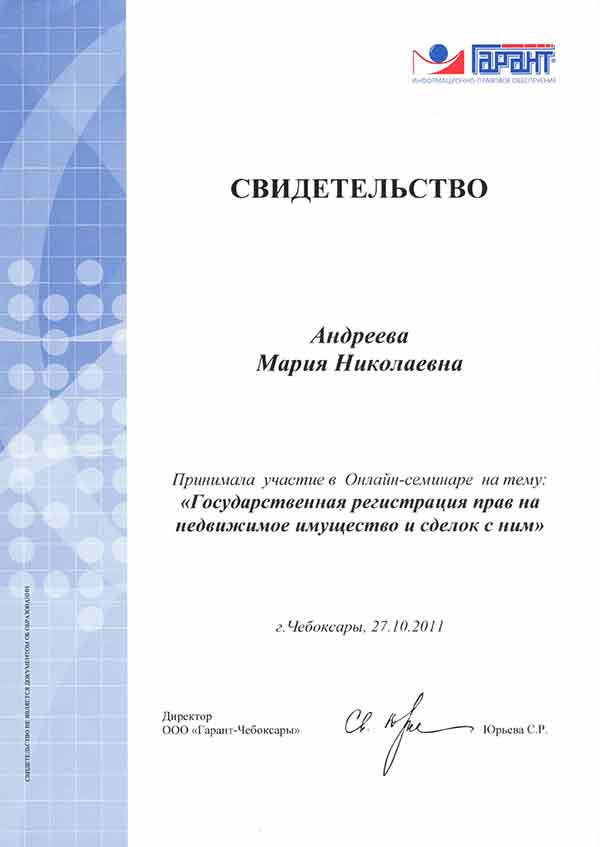 ГАРАНТ®
ИНФОРМАЦИОННО-ПРАВОВОЕ ОБЕСПЕЧЕНИЕ
СВИДЕТЕЛЬСТВО
Андреева
Мария Николаевна
Принимала участие в Онлайн-семинаре на тему:
«Государственная регистрация прав на
недвижимое имущество и сделок с ним»
г.Чебоксары, 27.10.2011
Директор
ООО «Гарант-Чебоксары»
Юрьева С.Р.
СВИДЕТЕЛЬСТВО НЕ ЯВЛЯЕТСЯ ДОКУМЕНТОМ ОБ ОБРАЗОВАНИИ